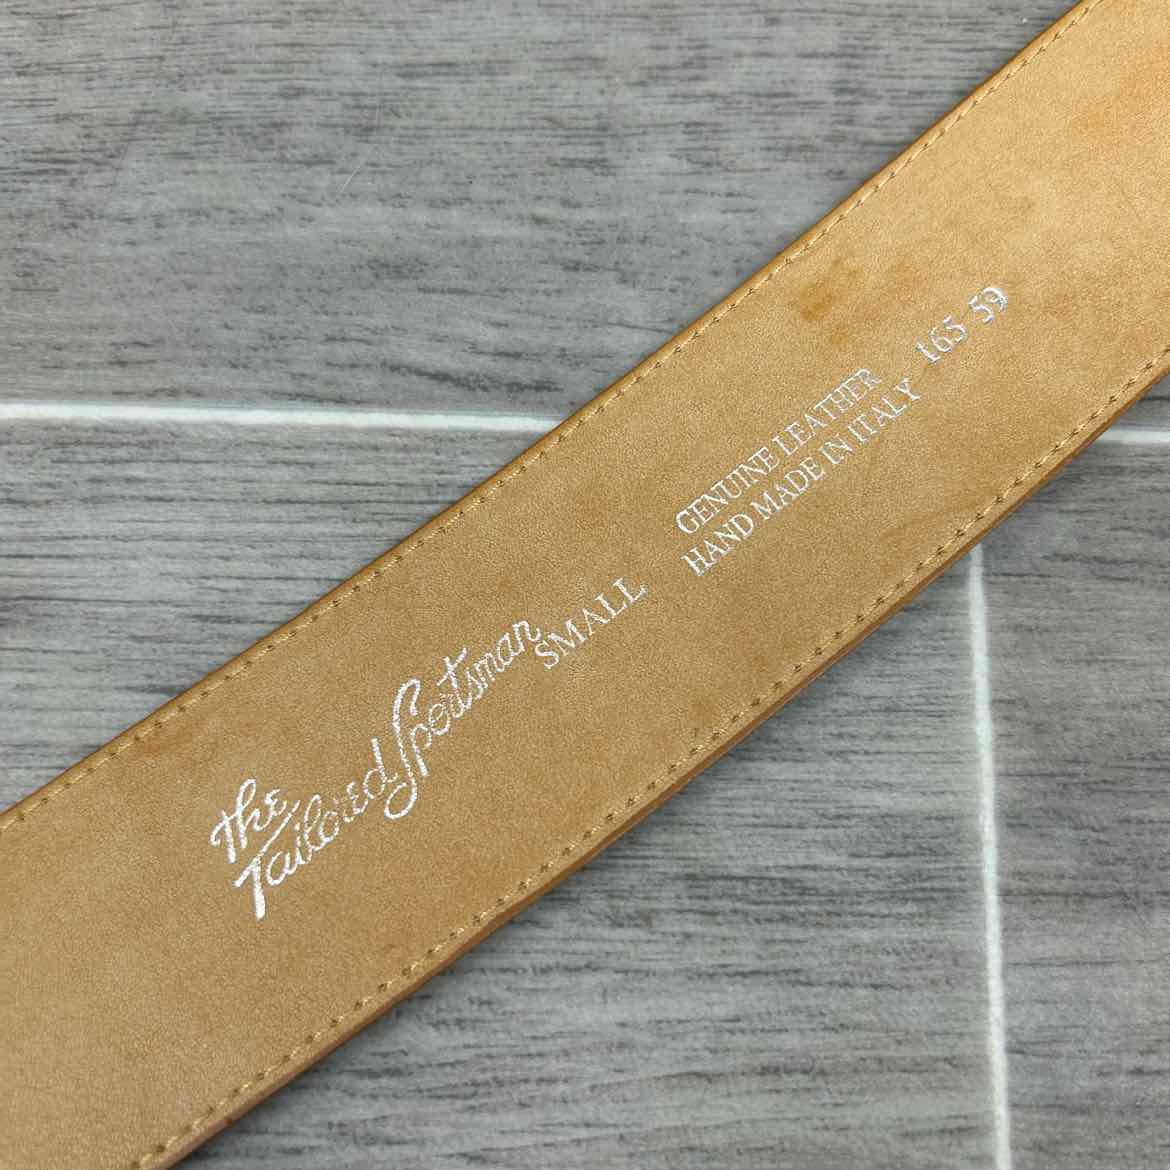 The
Tailored Sportsman
SMALL
GENUINE LEATHER
HAND MADE IN ITALY
165 59